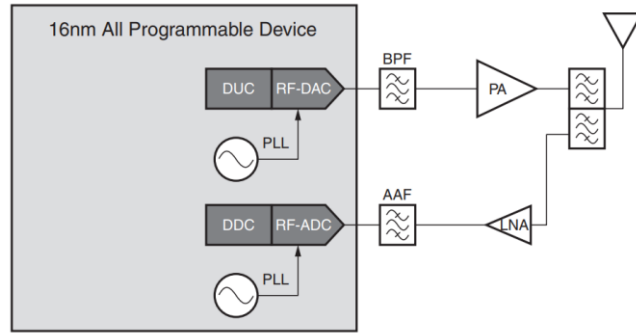 16nm All Programmable Device
DUC
RF-DAC
PLL
BPF
PA
DDC
RF-ADC
PLL
AAF
LNA